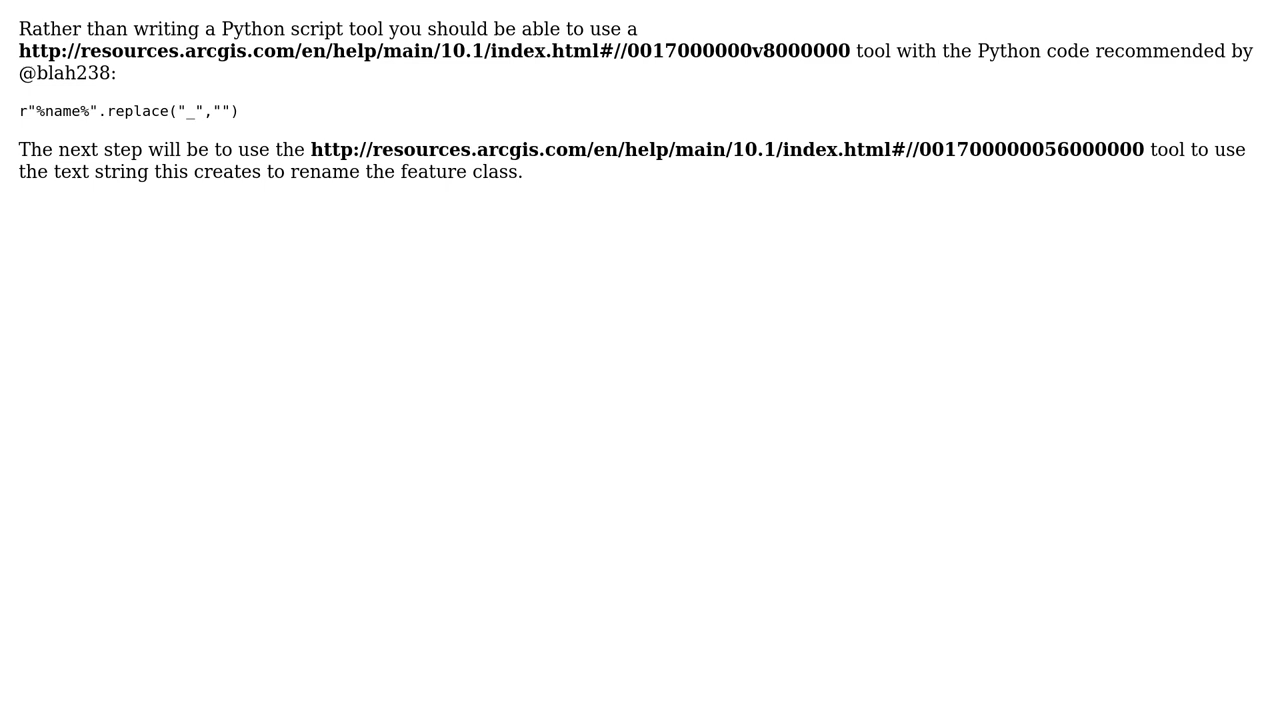 Rather than writing a Python script tool you should be able to use a
http://resources.arcgis.com/en/help/main/10.1/index.html#//0017000000v8000000 tool with the Python code recommended by
@blah238:
r"%name%".replace("_","")
The next step will be to use the http://resources.arcgis.com/en/help/main/10.1/index.html#//001700000056000000 tool to use
the text string this creates to rename the feature class.